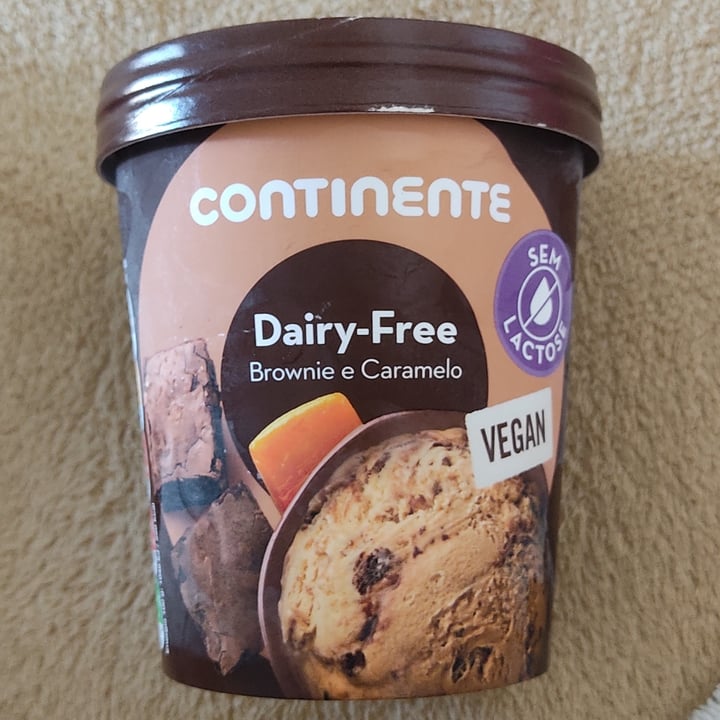 CONTINENTE
SEM
LACTOSE
Dairy-Free
Brownie e Caramelo
VEGAN